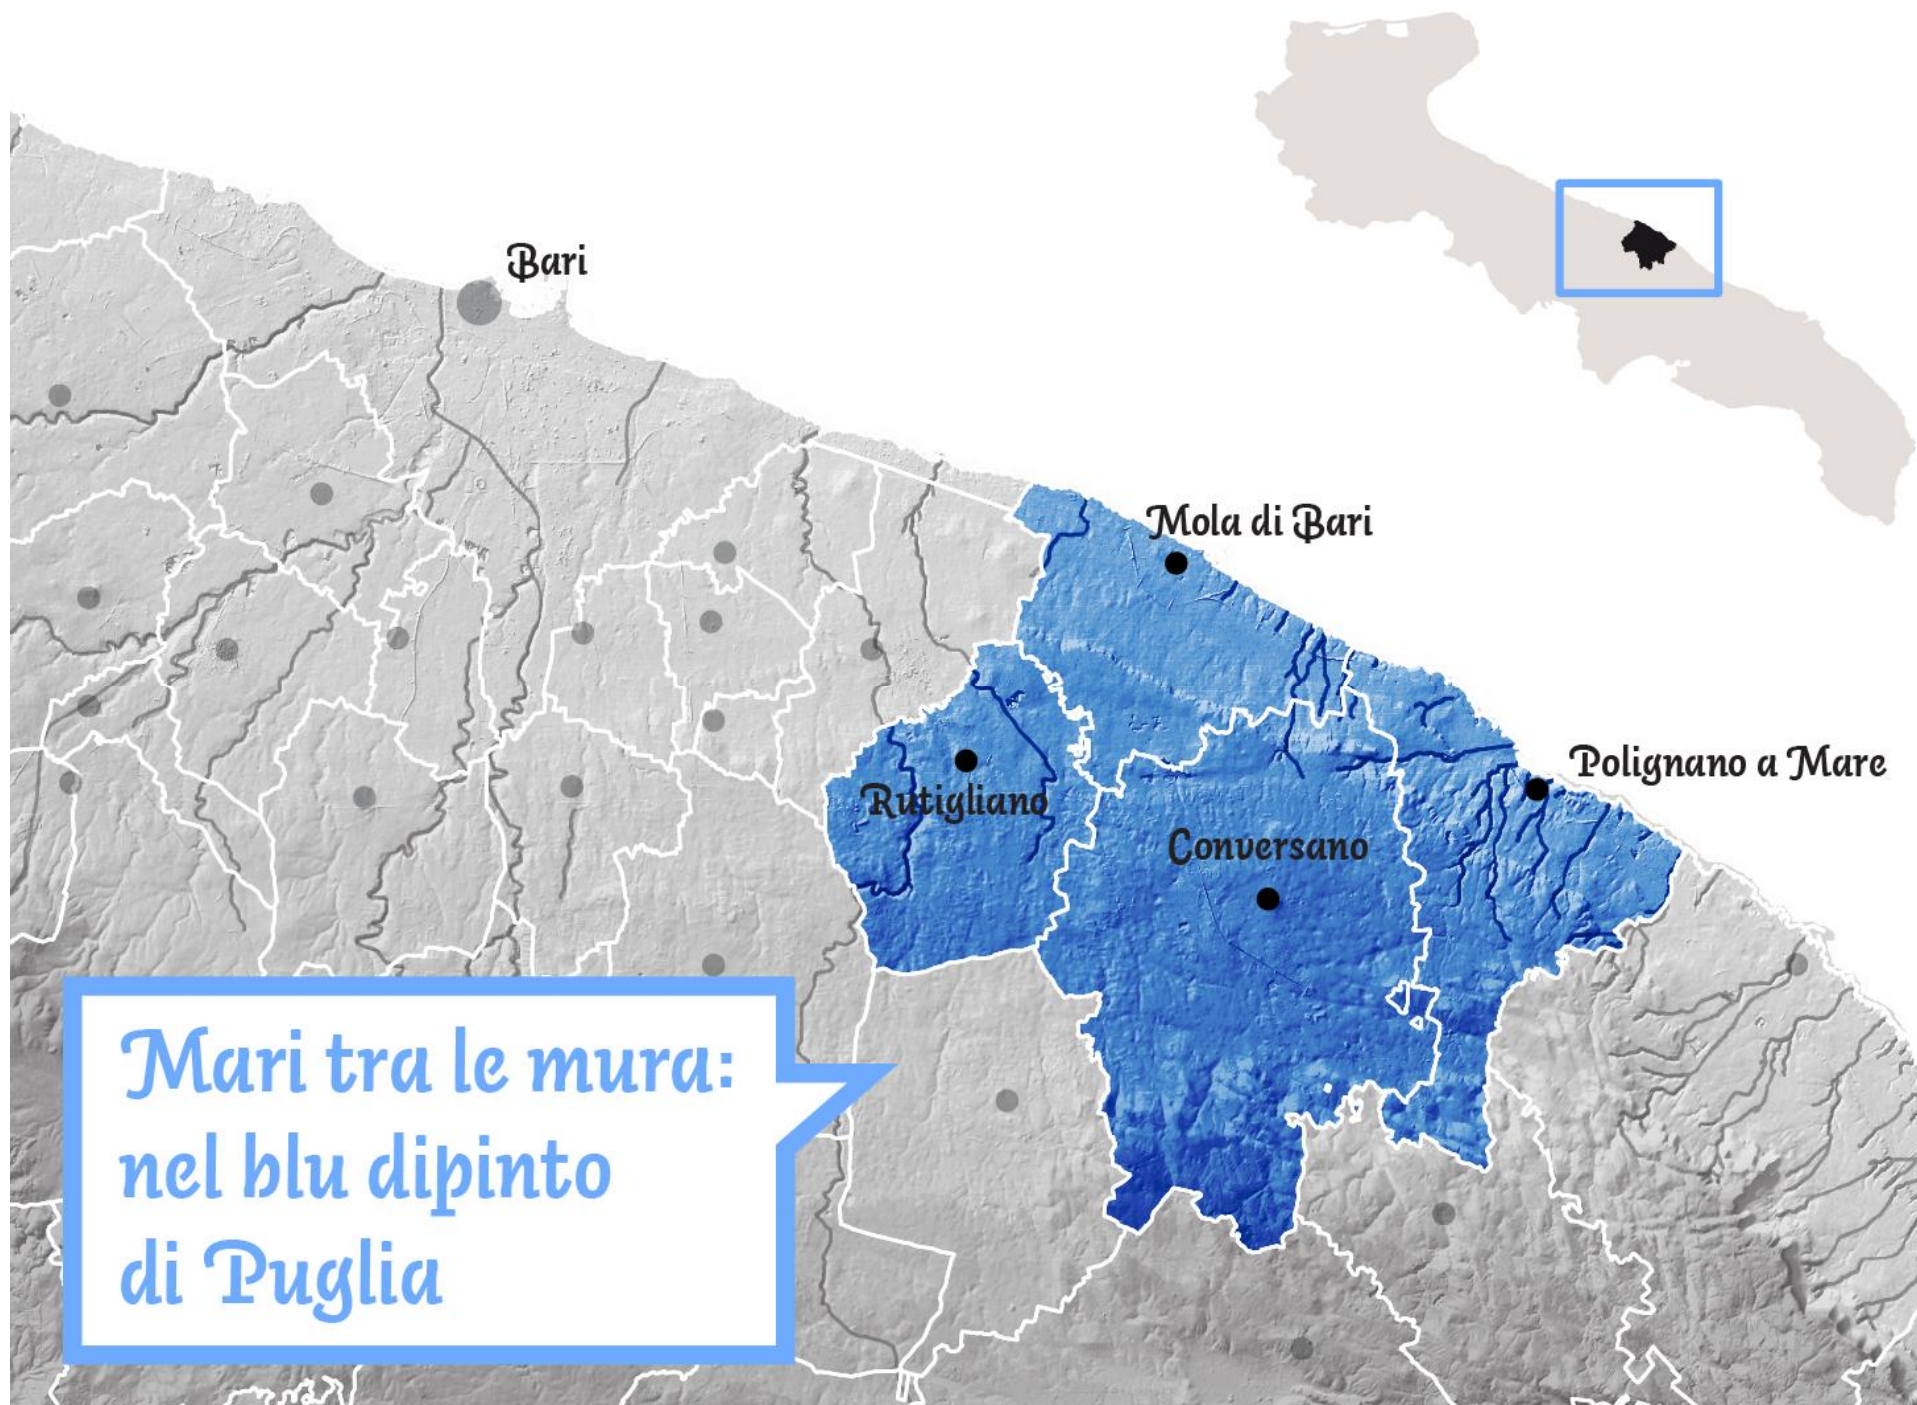 Bari
Mola di Bari
Polignano a Mare
Rutigliano
Conversano
Mari tra le mura:
nel blu dipinto
di Puglia